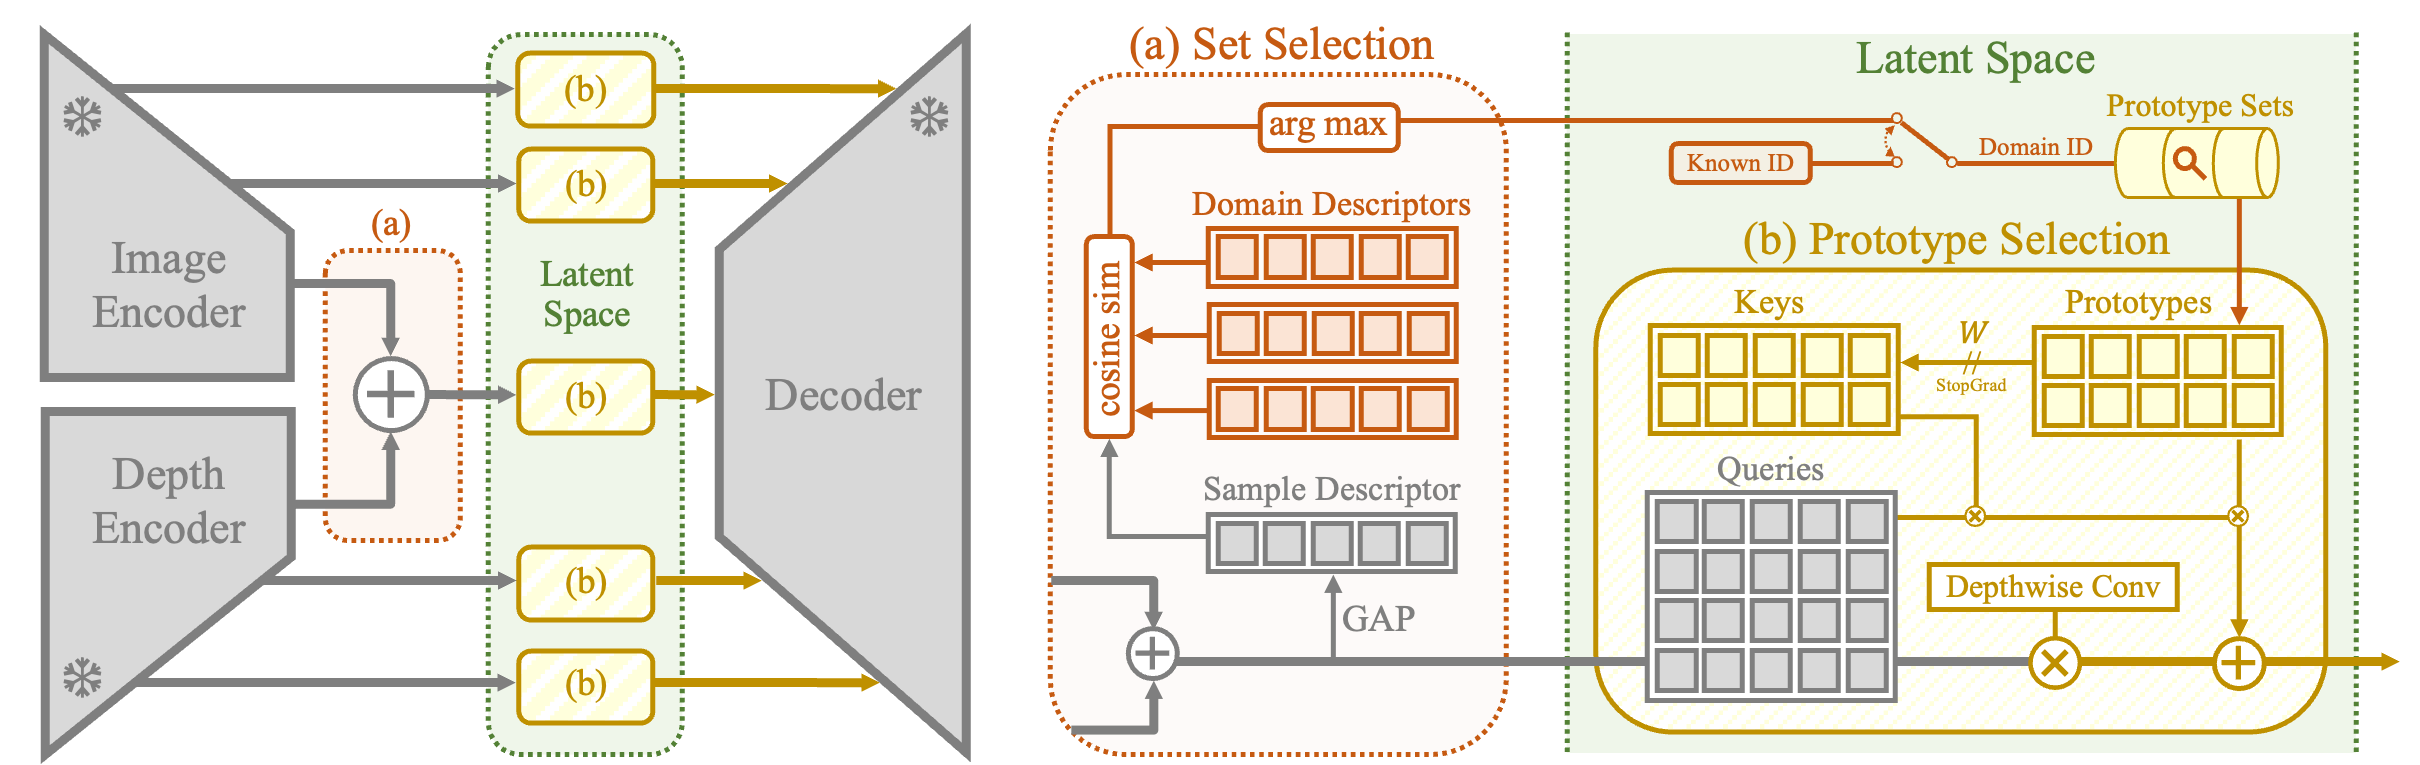 Image
Encoder
(a)
Depth
Encoder
(b)
(b)
Latent
Space
(b)
(b)
(b)
Decoder
(a) Set Selection
arg max
Domain Descriptors
cosine sim
Sample Descriptor
GAP
Latent Space
Prototype Sets
Known ID
Domain ID
(b) Prototype Selection
Keys
Prototypes
W
StopGrad
Queries
Depthwise Conv